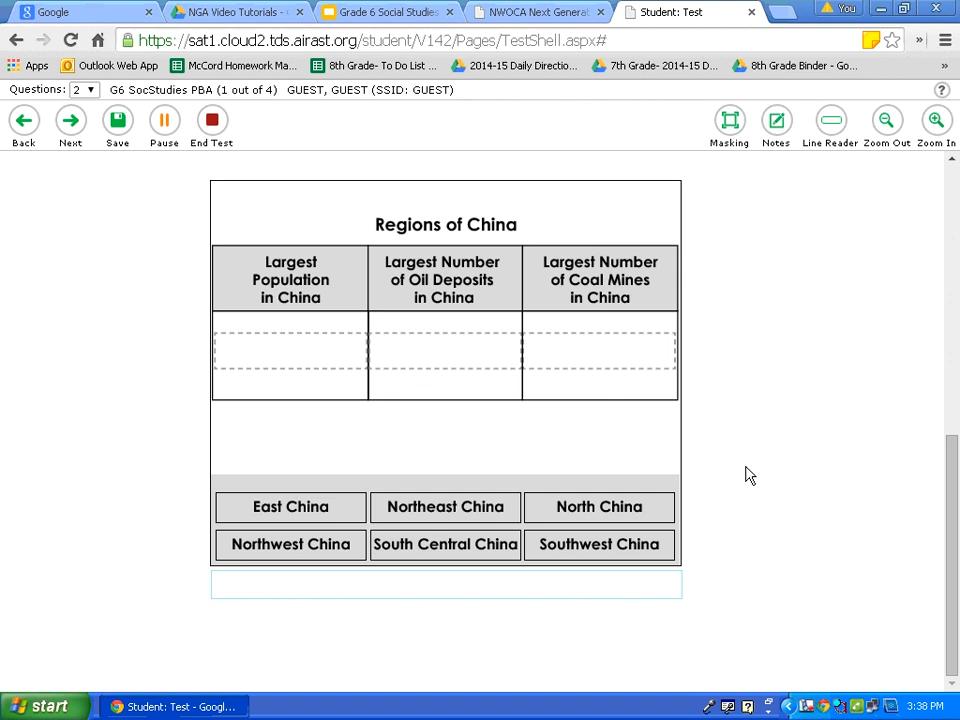 Google
NGA Video Tutorials -
Grade 6 Social Studies
NWOCA Next Generat
Student: Test
You
https://sat1.cloud2.tds.airast.org/student/V142/Pages/TestShell.aspx#
Apps
Outlook Web App
McCord Homework Ma...
8th Grade- To Do List ...
2014-15 Daily Directio...
7th Grade- 2014-15 D...
8th Grade Binder - Go...
Questions: 2
G6 SocStudies PBA (1 out of 4)
GUEST, GUEST (SSID: GUEST)
Back
Next
Save
Pause
End Test
Masking
Notes
Line Reader
Zoom Out
Zoom In
Regions of China
Largest
Population
in China
Largest Number
of Oil Deposits
in China
Largest Number
of Coal Mines
in China
East China
Northeast China
North China
Northwest China
South Central China
Southwest China
start
Student: Test - Googl...
3:38 PM